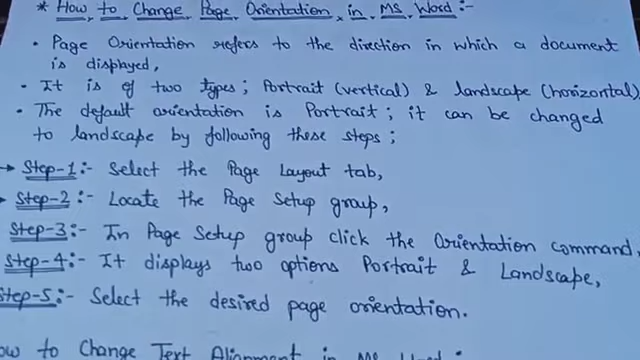 * How to Change Page Orientation in MS Word:-
• Page Orientation refers to the direction in which a document
is displayed,
• It is of two types; Portrait (vertical) & landscape (horizontal)
• The default orientation is Portrait; it can be changed
to landscape by following these steps;
→ Step-1:- Select the Page Layout tab,
→ Step-2:- Locate the Page Setup group,
Step-3:- In Page Setup group click the Orientation command,
Step-4:- It displays two options Portrait & Landscape,
Step-5:- Select the desired page orientation.
How to Change Text Alignment in MS Word: